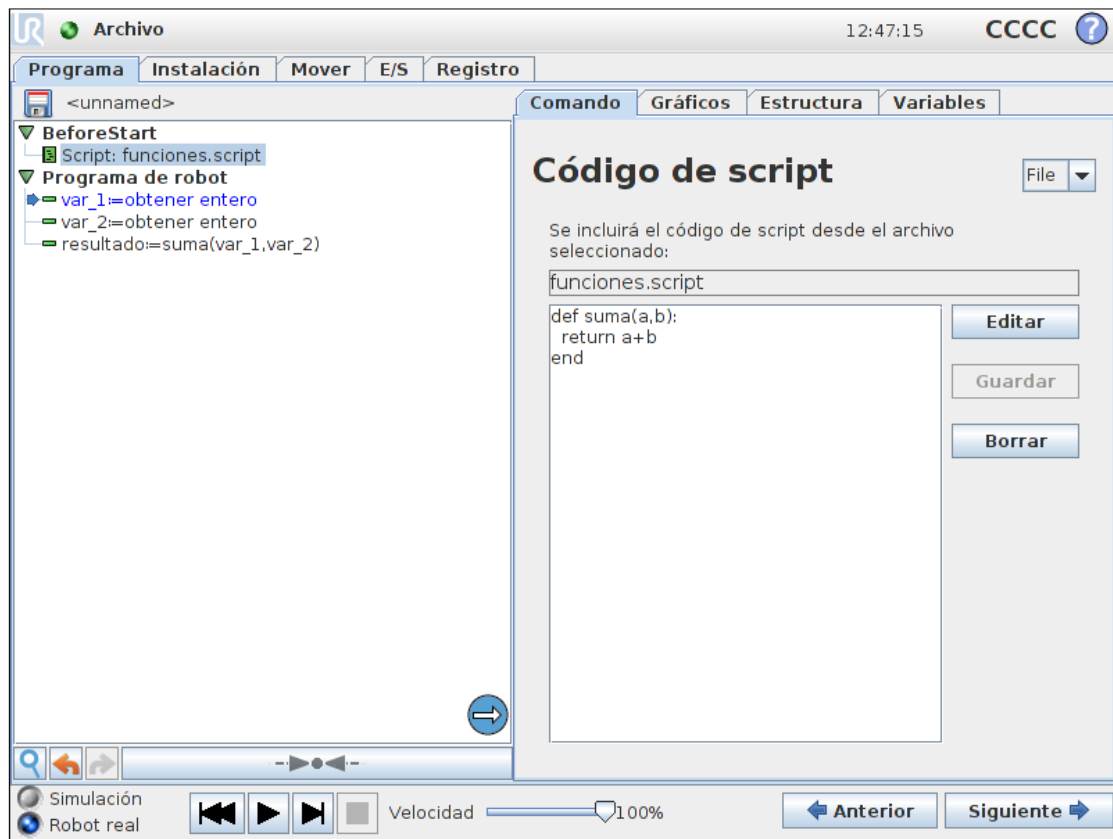 UR Archivo 12:47:15 CCCC ?
Programa Instalación Mover E/S Registro
<unnamed>
Comando Gráficos Estructura Variables
BeforeStart
Script: funciones.script
Programa de robot
var_1:=obtener entero
var_2:=obtener entero
resultado:=suma(var_1,var_2)
Código de script
File
Se incluirá el código de script desde el archivo
seleccionado:
funciones.script
def suma(a,b):
return a+b
end
Editar
Guardar
Borrar
Simulación
Robot real
Velocidad 100%
Anterior
Siguiente